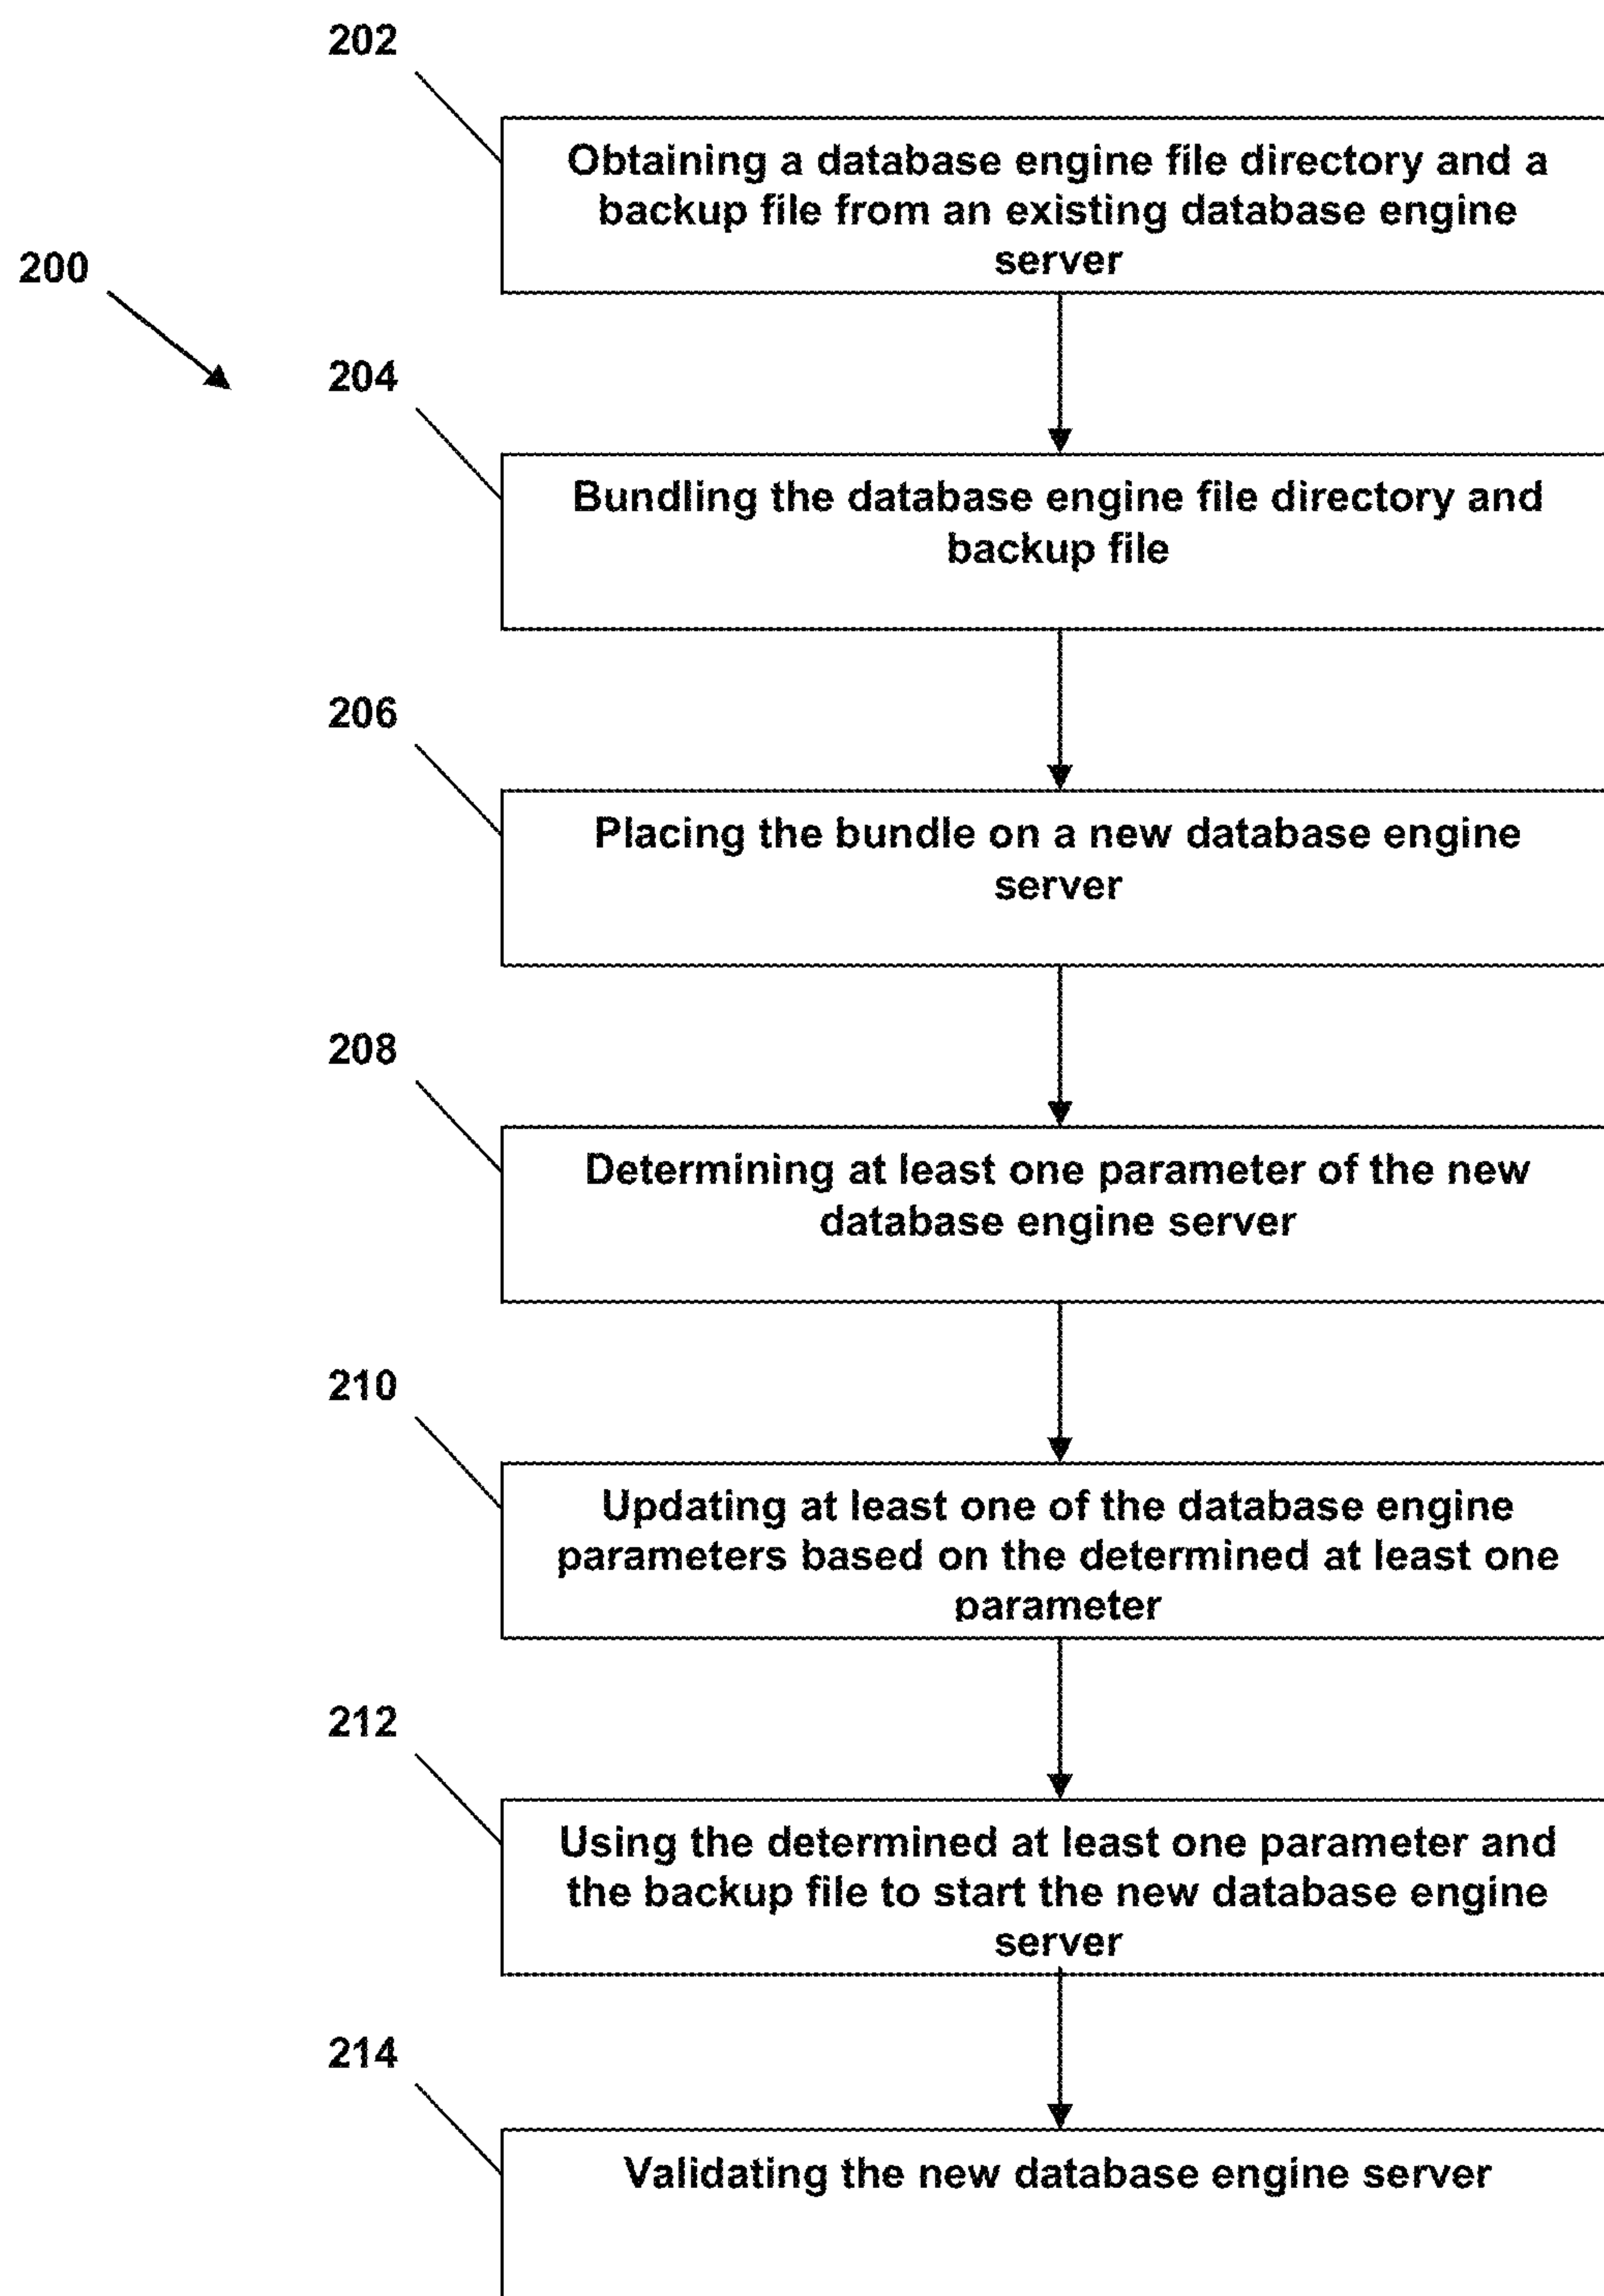 202
Obtaining a database engine file directory and a
backup file from an existing database engine
server
200
204
Bundling the database engine file directory and
backup file
206
Placing the bundle on a new database engine
server
208
Determining at least one parameter of the new
database engine server
210
Updating at least one of the database engine
parameters based on the determined at least one
parameter
212
Using the determined at least one parameter and
the backup file to start the new database engine
server
214
Validating the new database engine server